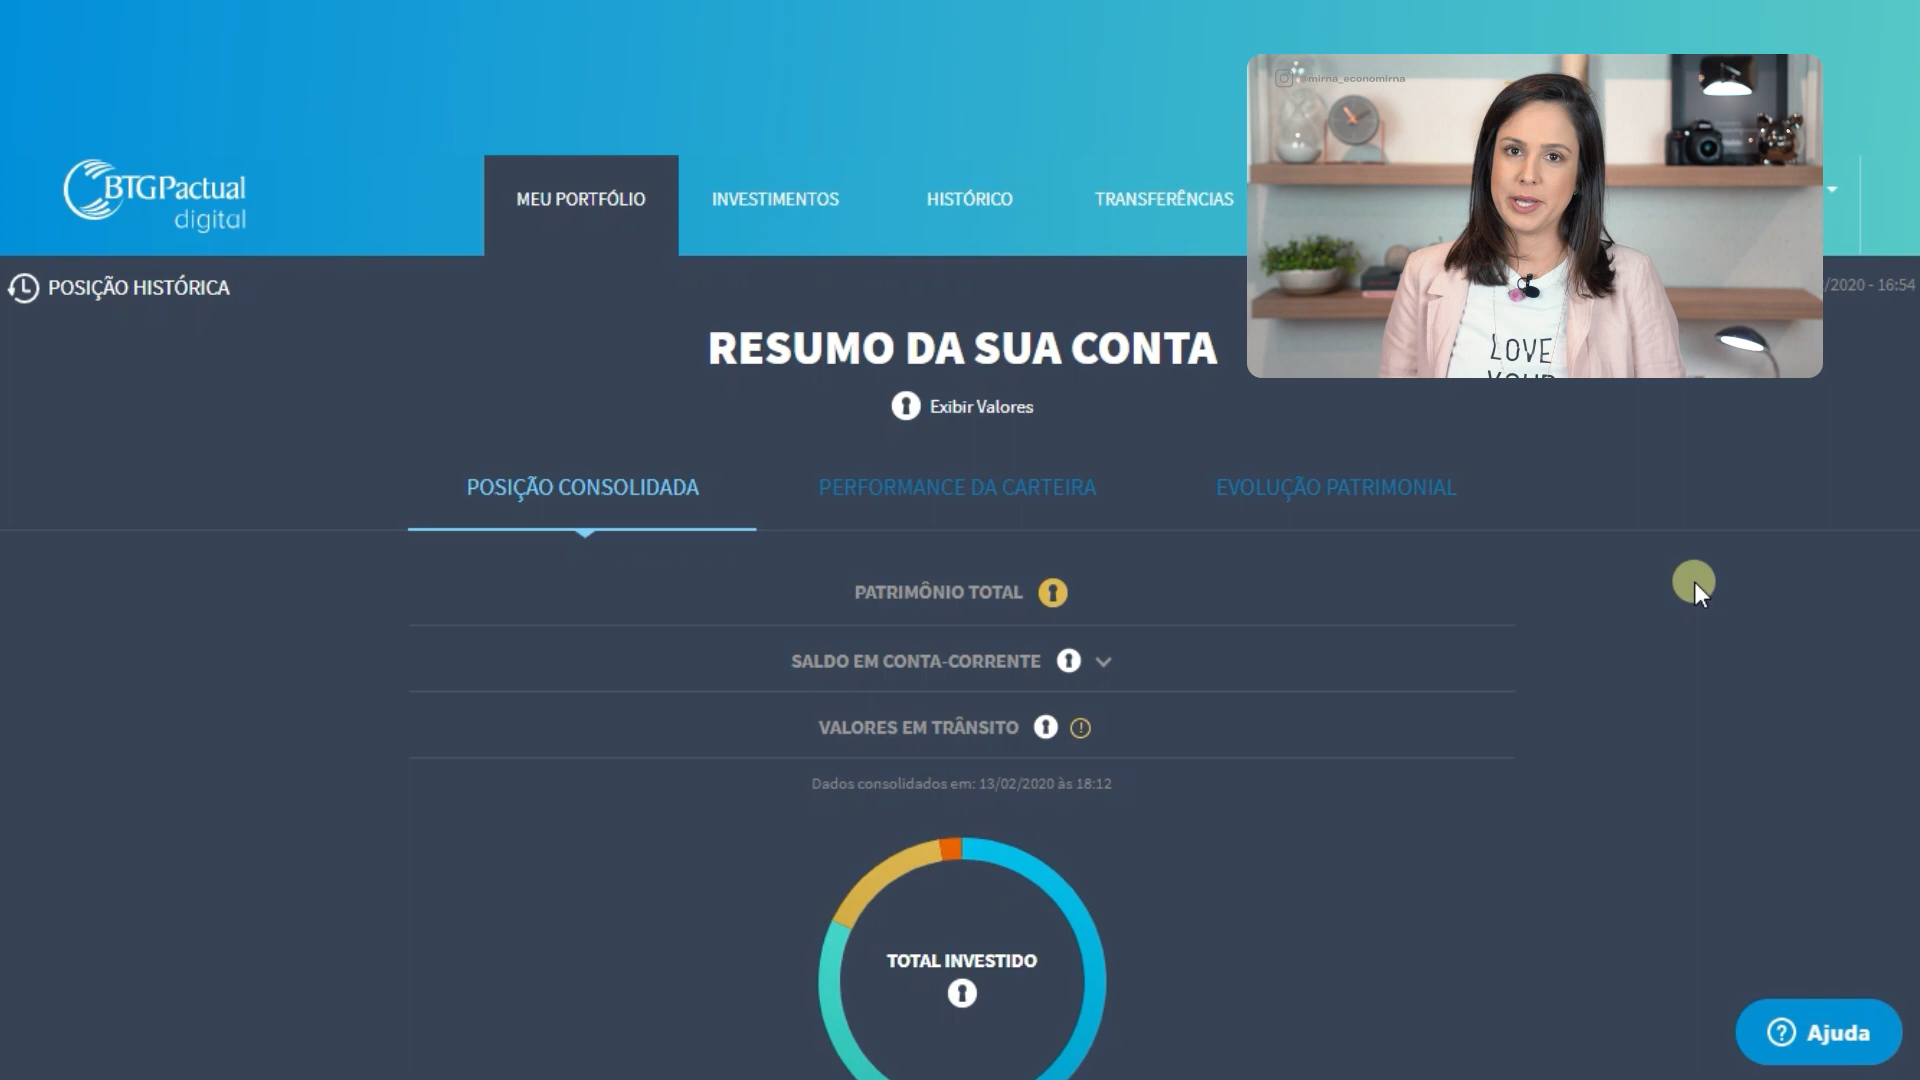 @mirna_economirna
BTGPactual
digital
MEU PORTFÓLIO
INVESTIMENTOS
HISTÓRICO
TRANSFERÊNCIAS
POSIÇÃO HISTÓRICA
/2020 - 16:54
LOVE
YOUR
RESUMO DA SUA CONTA
Exibir Valores
POSIÇÃO CONSOLIDADA
PERFORMANCE DA CARTEIRA
EVOLUÇÃO PATRIMONIAL
PATRIMÔNIO TOTAL
SALDO EM CONTA-CORRENTE
VALORES EM TRÂNSITO
Dados consolidados em: 13/02/2020 às 18:12
TOTAL INVESTIDO
Ajuda